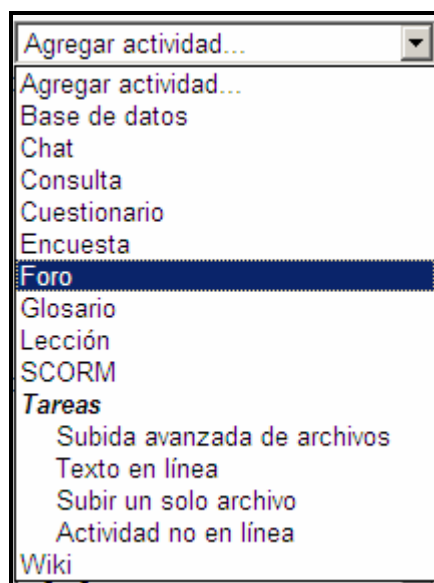 Agregar actividad...
Agregar actividad...
Base de datos
Chat
Consulta
Cuestionario
Encuesta
Foro
Glosario
Lección
SCORM
Tareas
Subida avanzada de archivos
Texto en línea
Subir un solo archivo
Actividad no en línea
Wiki